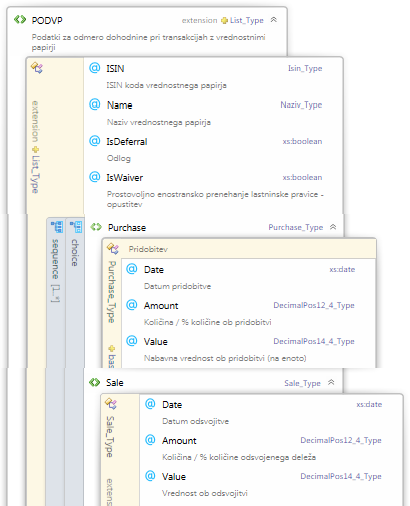 PODVP
extension List_Type
Podatki za odmero dohodnine pri transakcijah z vrednostnimi
papirji
extension List_Type
@ ISIN Isin_Type
ISIN koda vrednostnega papirja
@ Name Naziv_Type
Naziv vrednostnega papirja
@ IsDeferral xs:boolean
Odlog
@ IsWaiver xs:boolean
Prostovoljno enostransko prenehanje lastninske pravice -
opustitev
sequence [1..*]
choice
Purchase Purchase_Type
Purchase_Type
Pridobitev
@ Date xs:date
Datum pridobitve
@ Amount DecimalPos12_4_Type
Količina / % količine ob pridobitvi
@ Value DecimalPos14_4_Type
Nabavna vrednost ob pridobitvi (na enoto)
bas
Sale Sale_Type
Sale_Type
exten
@ Date xs:date
Datum odsvojitve
@ Amount DecimalPos12_4_Type
Količina / % količine odsvojenega deleža
@ Value DecimalPos14_4_Type
Vrednost ob odsvojitvi